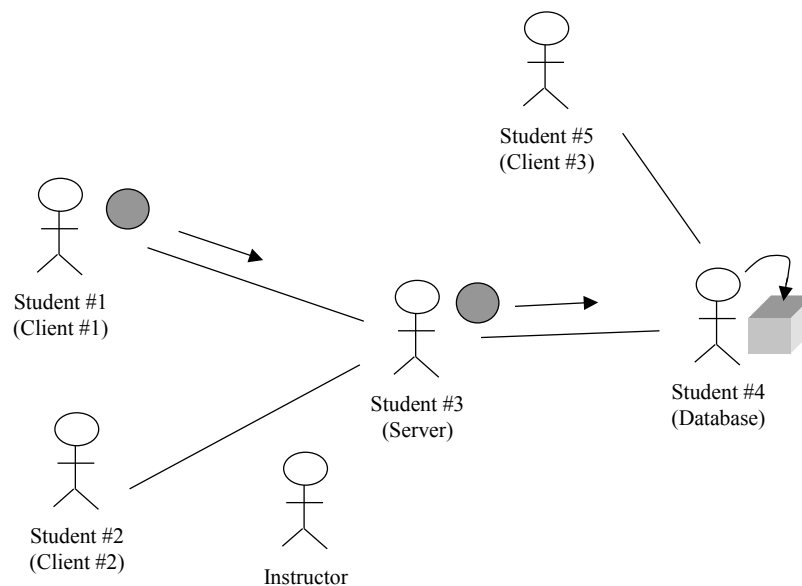 Student #5
(Client #3)
Student #1
(Client #1)
Student #3
(Server)
Student #4
(Database)
Student #2
(Client #2)
Instructor